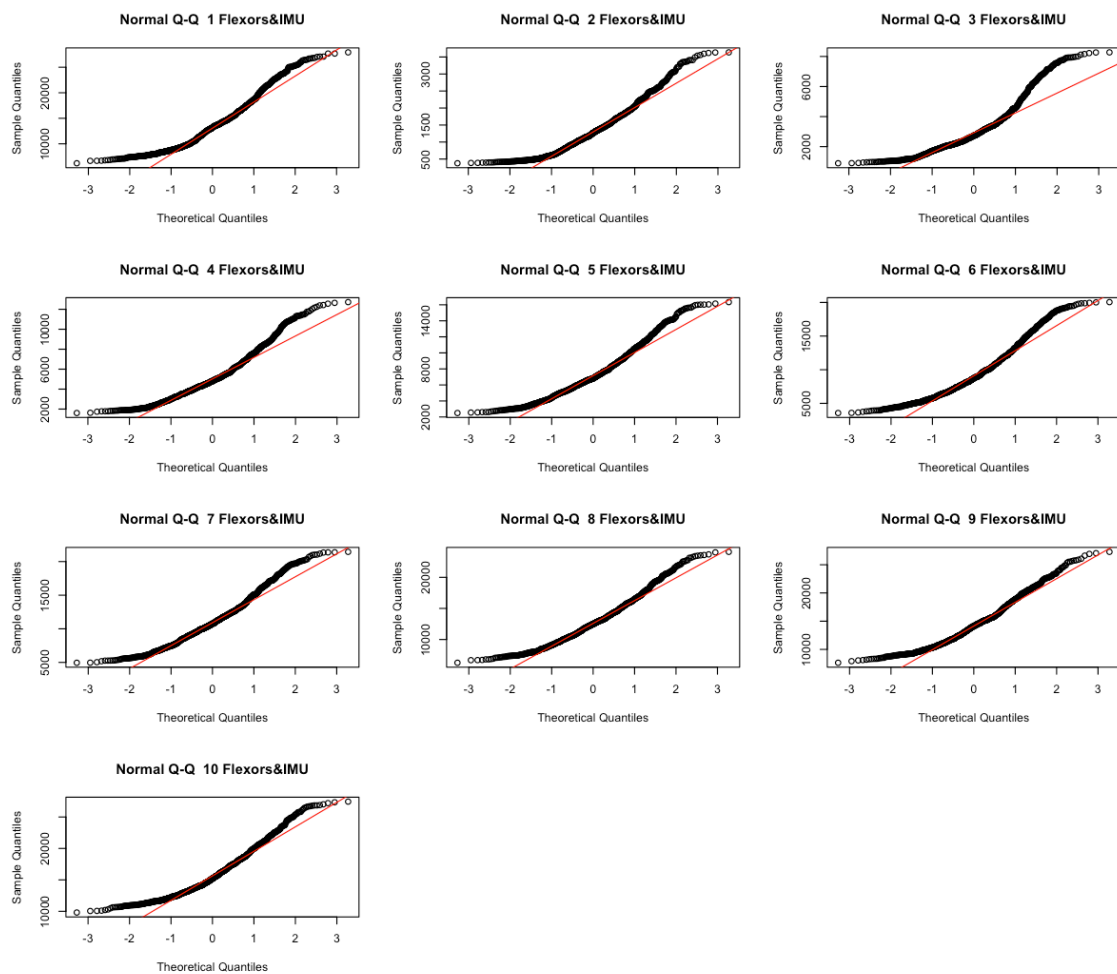 Normal Q-Q 1 Flexors&IMU
Sample Quantiles
10000 20000
-3 -2 -1 0 1 2 3
Theoretical Quantiles
Normal Q-Q 2 Flexors&IMU
Sample Quantiles
500 1500 3000
-3 -2 -1 0 1 2 3
Theoretical Quantiles
Normal Q-Q 3 Flexors&IMU
Sample Quantiles
2000 6000
-3 -2 -1 0 1 2 3
Theoretical Quantiles
Normal Q-Q 4 Flexors&IMU
Sample Quantiles
2000 6000 10000
-3 -2 -1 0 1 2 3
Theoretical Quantiles
Normal Q-Q 5 Flexors&IMU
Sample Quantiles
2000 8000 14000
-3 -2 -1 0 1 2 3
Theoretical Quantiles
Normal Q-Q 6 Flexors&IMU
Sample Quantiles
5000 15000
-3 -2 -1 0 1 2 3
Theoretical Quantiles
Normal Q-Q 7 Flexors&IMU
Sample Quantiles
5000 15000
-3 -2 -1 0 1 2 3
Theoretical Quantiles
Normal Q-Q 8 Flexors&IMU
Sample Quantiles
10000 20000
-3 -2 -1 0 1 2 3
Theoretical Quantiles
Normal Q-Q 9 Flexors&IMU
Sample Quantiles
10000 20000
-3 -2 -1 0 1 2 3
Theoretical Quantiles
Normal Q-Q 10 Flexors&IMU
Sample Quantiles
10000 20000
-3 -2 -1 0 1 2 3
Theoretical Quantiles